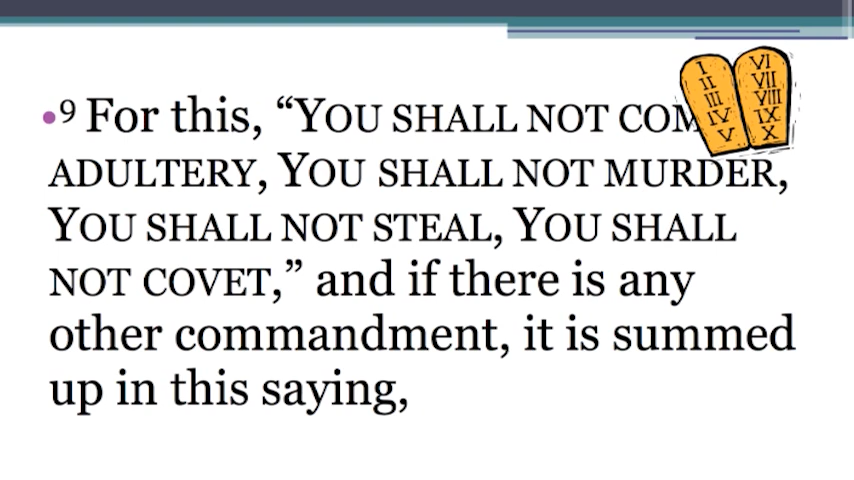 •9 For this, “YOU SHALL NOT COM
ADULTERY, YOU SHALL NOT MURDER,
YOU SHALL NOT STEAL, YOU SHALL
NOT COVET,” and if there is any
other commandment, it is summed
up in this saying,
I VI
II VII
III VIII
IV IX
V X